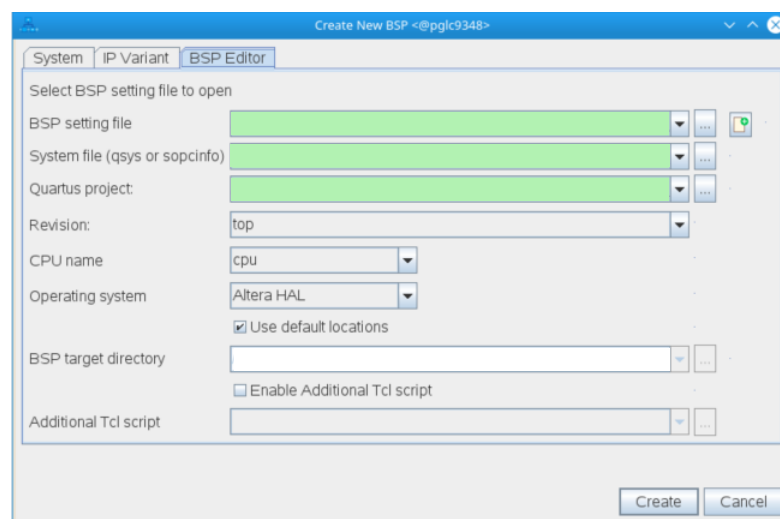 Create New BSP <@pglc9348>
System IP Variant BSP Editor
Select BSP setting file to open
BSP setting file ...
System file (qsys or sopcinfo) ...
Quartus project: ...
Revision: top
CPU name cpu
Operating system Altera HAL
Use default locations
BSP target directory ...
Enable Additional Tcl script
Additional Tcl script ...
Create Cancel